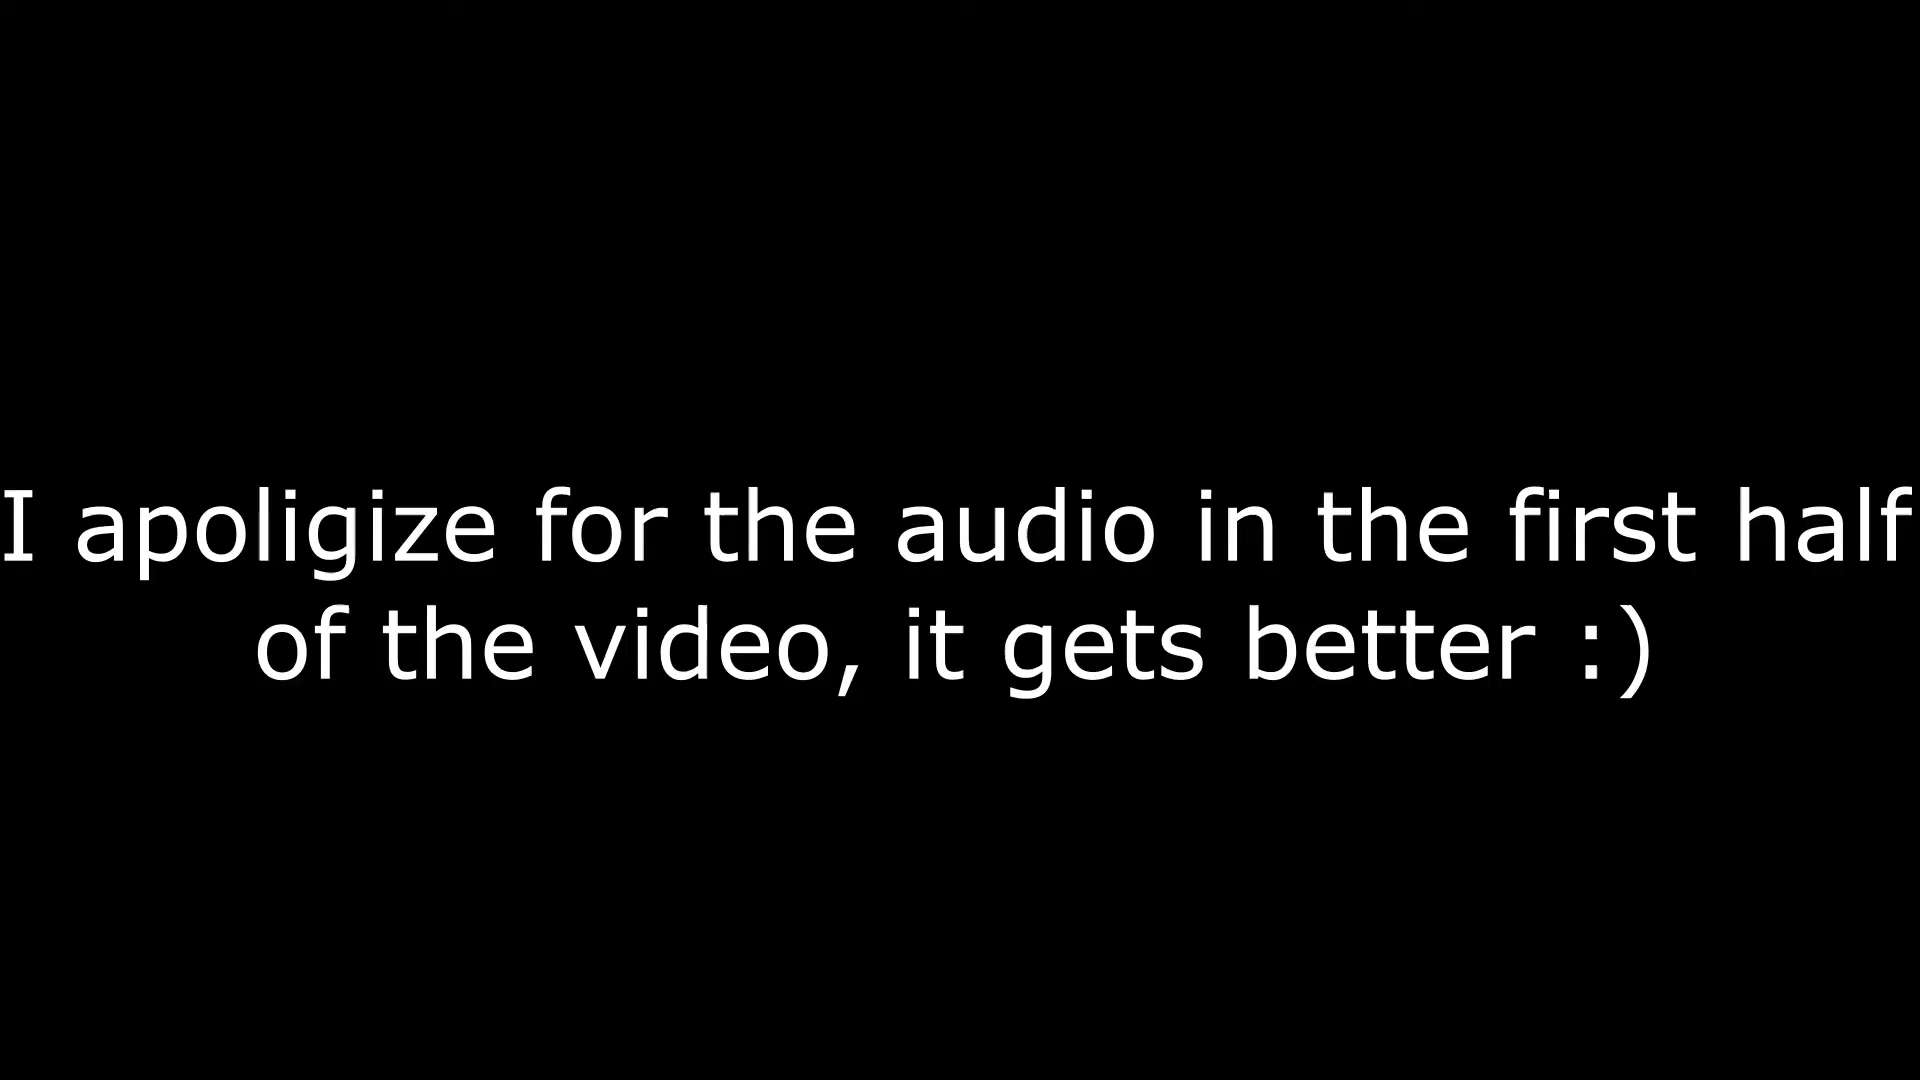 I apoligize for the audio in the first half
of the video, it gets better :)